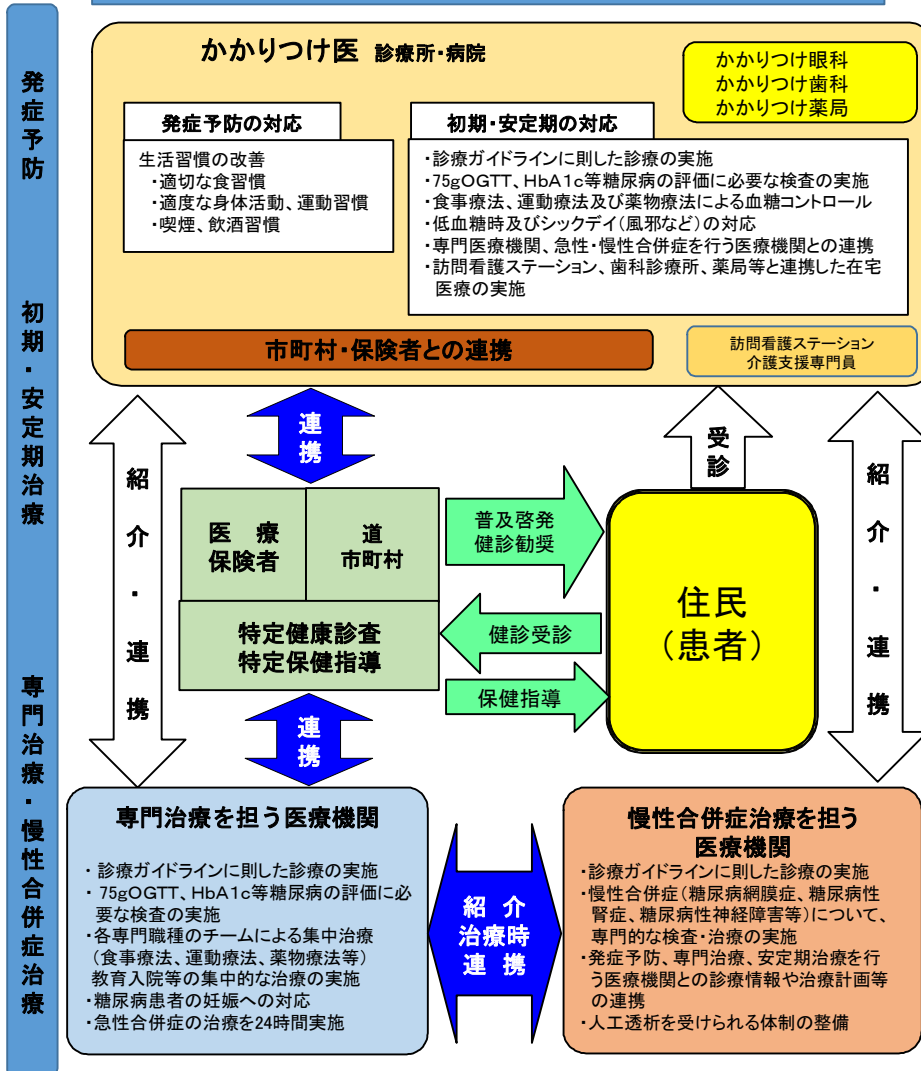 発症予防
初期・安定期治療
専門治療・慢性合併症治療
かかりつけ医 診療所・病院
かかりつけ眼科
かかりつけ歯科
かかりつけ薬局
発症予防の対応
生活習慣の改善
・適切な食習慣
・適度な身体活動、運動習慣
・喫煙、飲酒習慣
初期・安定期の対応
・診療ガイドラインに則した診療の実施
・75gOGTT、HbA1c等糖尿病の評価に必要な検査の実施
・食事療法、運動療法及び薬物療法による血糖コントロール
・低血糖時及びシックデイ(風邪など)の対応
・専門医療機関、急性・慢性合併症を行う医療機関との連携
・訪問看護ステーション、歯科診療所、薬局等と連携した在宅
医療の実施
市町村・保険者との連携
訪問看護ステーション
介護支援専門員
紹介・連携
連携
受診
紹介・連携
医療
保険者
道
市町村
特定健康診査
特定保健指導
普及啓発
健診勧奨
健診受診
保健指導
住民
(患者)
連携
専門治療を担う医療機関
・診療ガイドラインに則した診療の実施
・75gOGTT、HbA1c等糖尿病の評価に必
要な検査の実施
・各専門職種のチームによる集中治療
(食事療法、運動療法、薬物療法等)
教育入院等の集中的な治療の実施
・糖尿病患者の妊娠への対応
・急性合併症の治療を24時間実施
紹介
治療時
連携
慢性合併症治療を担う
医療機関
・診療ガイドラインに則した診療の実施
・慢性合併症(糖尿病網膜症、糖尿病性
腎症、糖尿病性神経障害等)について、
専門的な検査・治療の実施
・発症予防、専門治療、安定期治療を行
う医療機関との診療情報や治療計画等
の連携
・人工透析を受けられる体制の整備